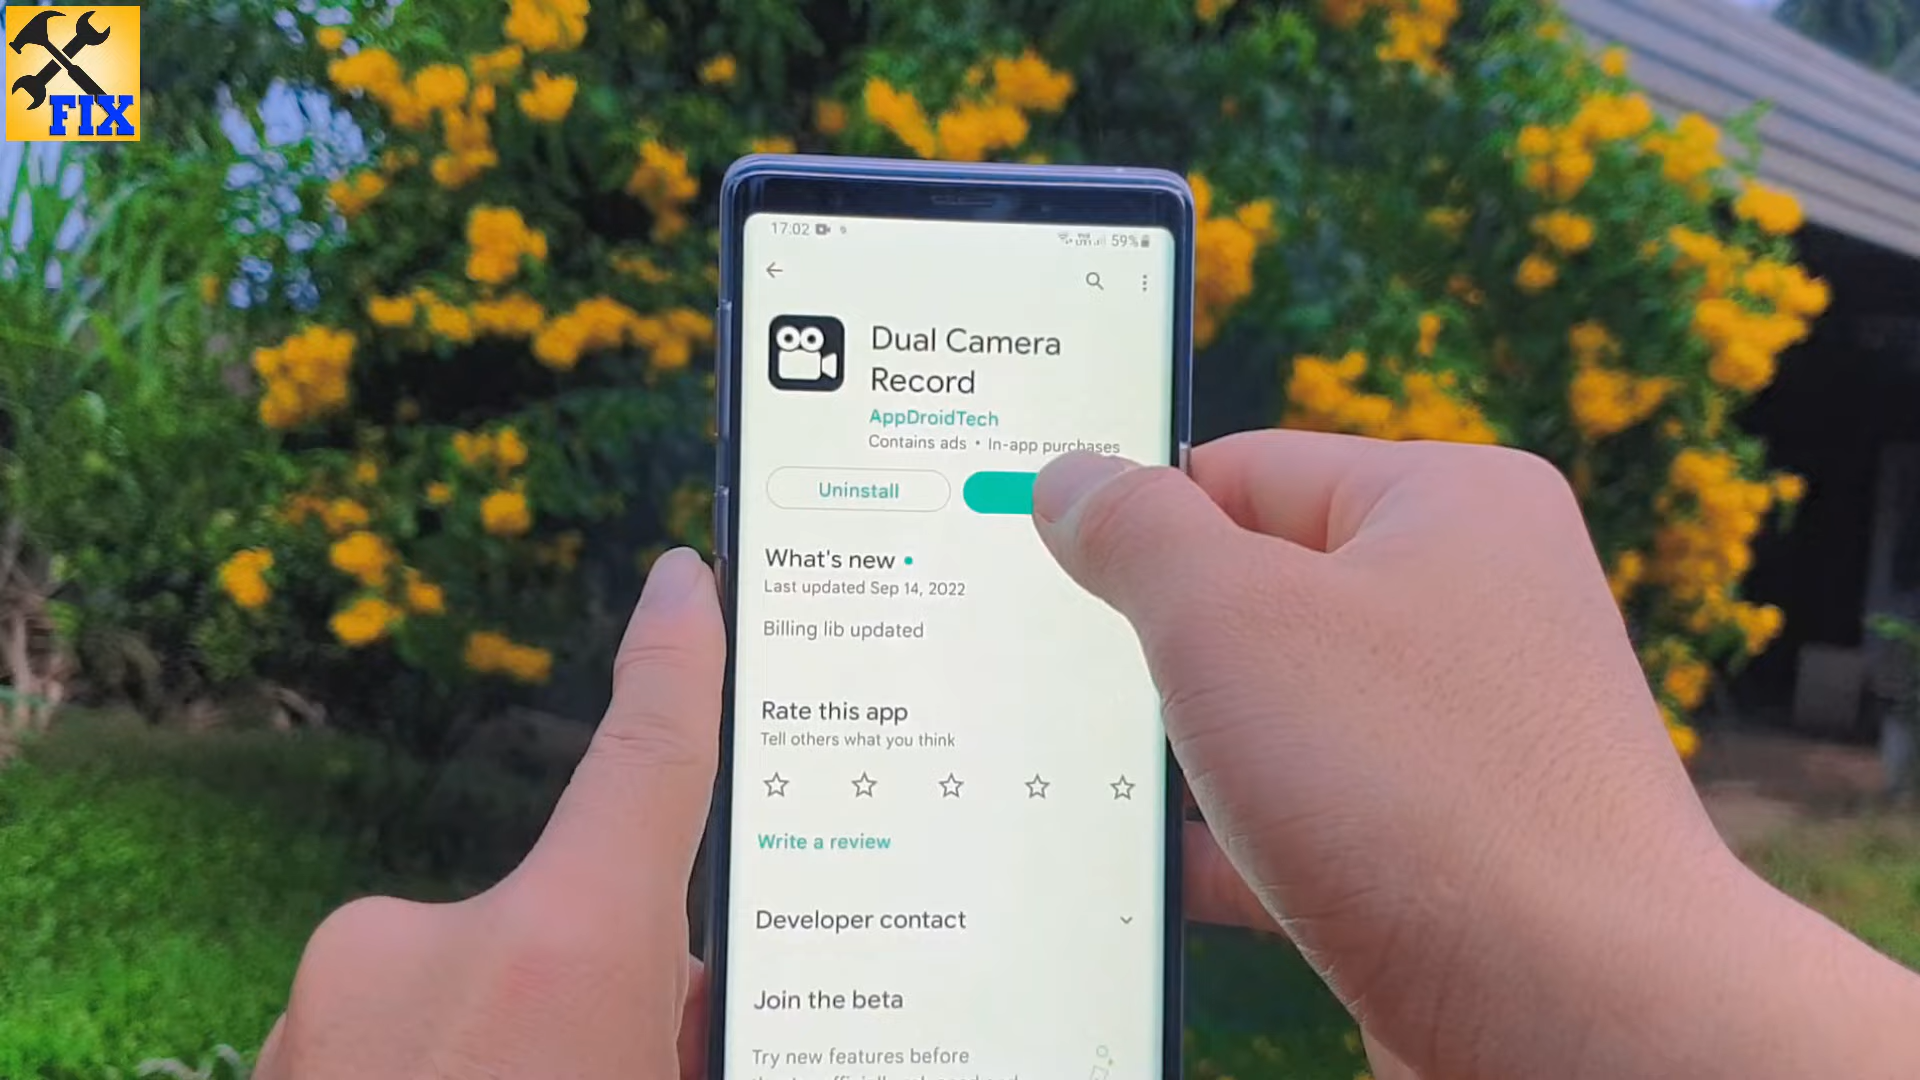 FIX
17:02
59%
Dual Camera
Record
AppDroidTech
Contains ads • In-app purchases
Uninstall
What's new
Last updated Sep 14, 2022
Billing lib updated
Rate this app
Tell others what you think
Write a review
Developer contact
Join the beta
Try new features before